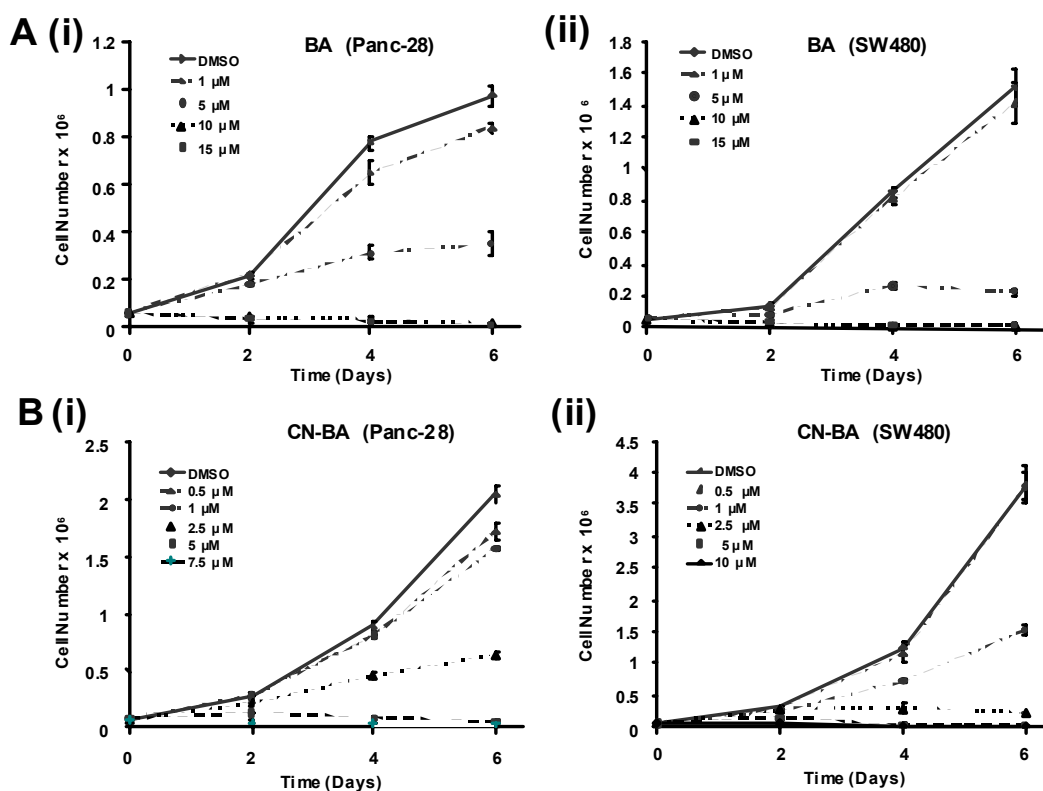 A (i)
BA (Panc-28)
DMSO
1 µM
5 µM
10 µM
15 µM
1.2
1
0.8
0.6
0.4
0.2
0
Cell Number x 10⁶
0 2 4 6
Time (Days)
(ii)
BA (SW480)
DMSO
1 µM
5 µM
10 µM
15 µM
1.8
1.6
1.4
1.2
1
0.8
0.6
0.4
0.2
0
Cell Number x 10⁶
0 2 4 6
Time (Days)
B (i)
CN-BA (Panc-28)
DMSO
0.5 µM
1 µM
2.5 µM
5 µM
7.5 µM
2.5
2
1.5
1
0.5
0
Cell Number x 10⁶
0 2 4 6
Time (Days)
(ii)
CN-BA (SW480)
DMSO
0.5 µM
1 µM
2.5 µM
5 µM
10 µM
4.5
4
3.5
3
2.5
2
1.5
1
0.5
0
Cell Number x 10⁶
0 2 4 6
Time (Days)